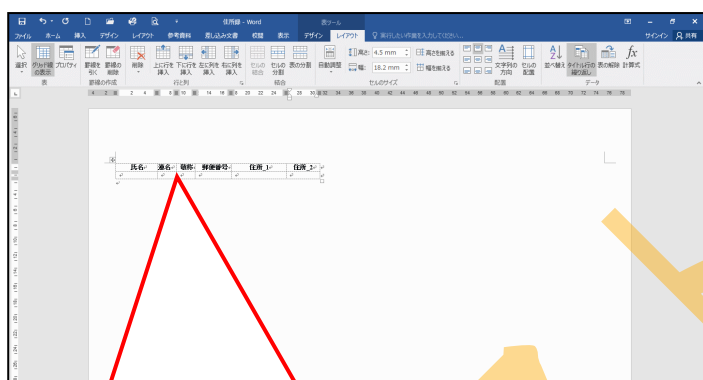 住所録 - Word
表ツール
ファイル ホーム 挿入 デザイン レイアウト 参考資料 差し込み文書 校閲 表示 デザイン レイアウト 実行したい作業を入力してください... サインイン 共有
選択 グリッド線の表示 プロパティ 罫線を引く 罫線の削除 削除 上に行を挿入 下に行を挿入 左に列を挿入 右に列を挿入 セルの結合 セルの分割 表の分割 自動調整 高さ: 4.5 mm 高さを揃える 文字列の方向 セルの配置 並べ替え タイトル行の繰り返し 表の解除 fx 計算式
幅: 18.2 mm 幅を揃える
表 罫線の作成 行と列 結合 セルのサイズ 配置 データ
氏名 連名 敬称 郵便番号 住所_1 住所_2